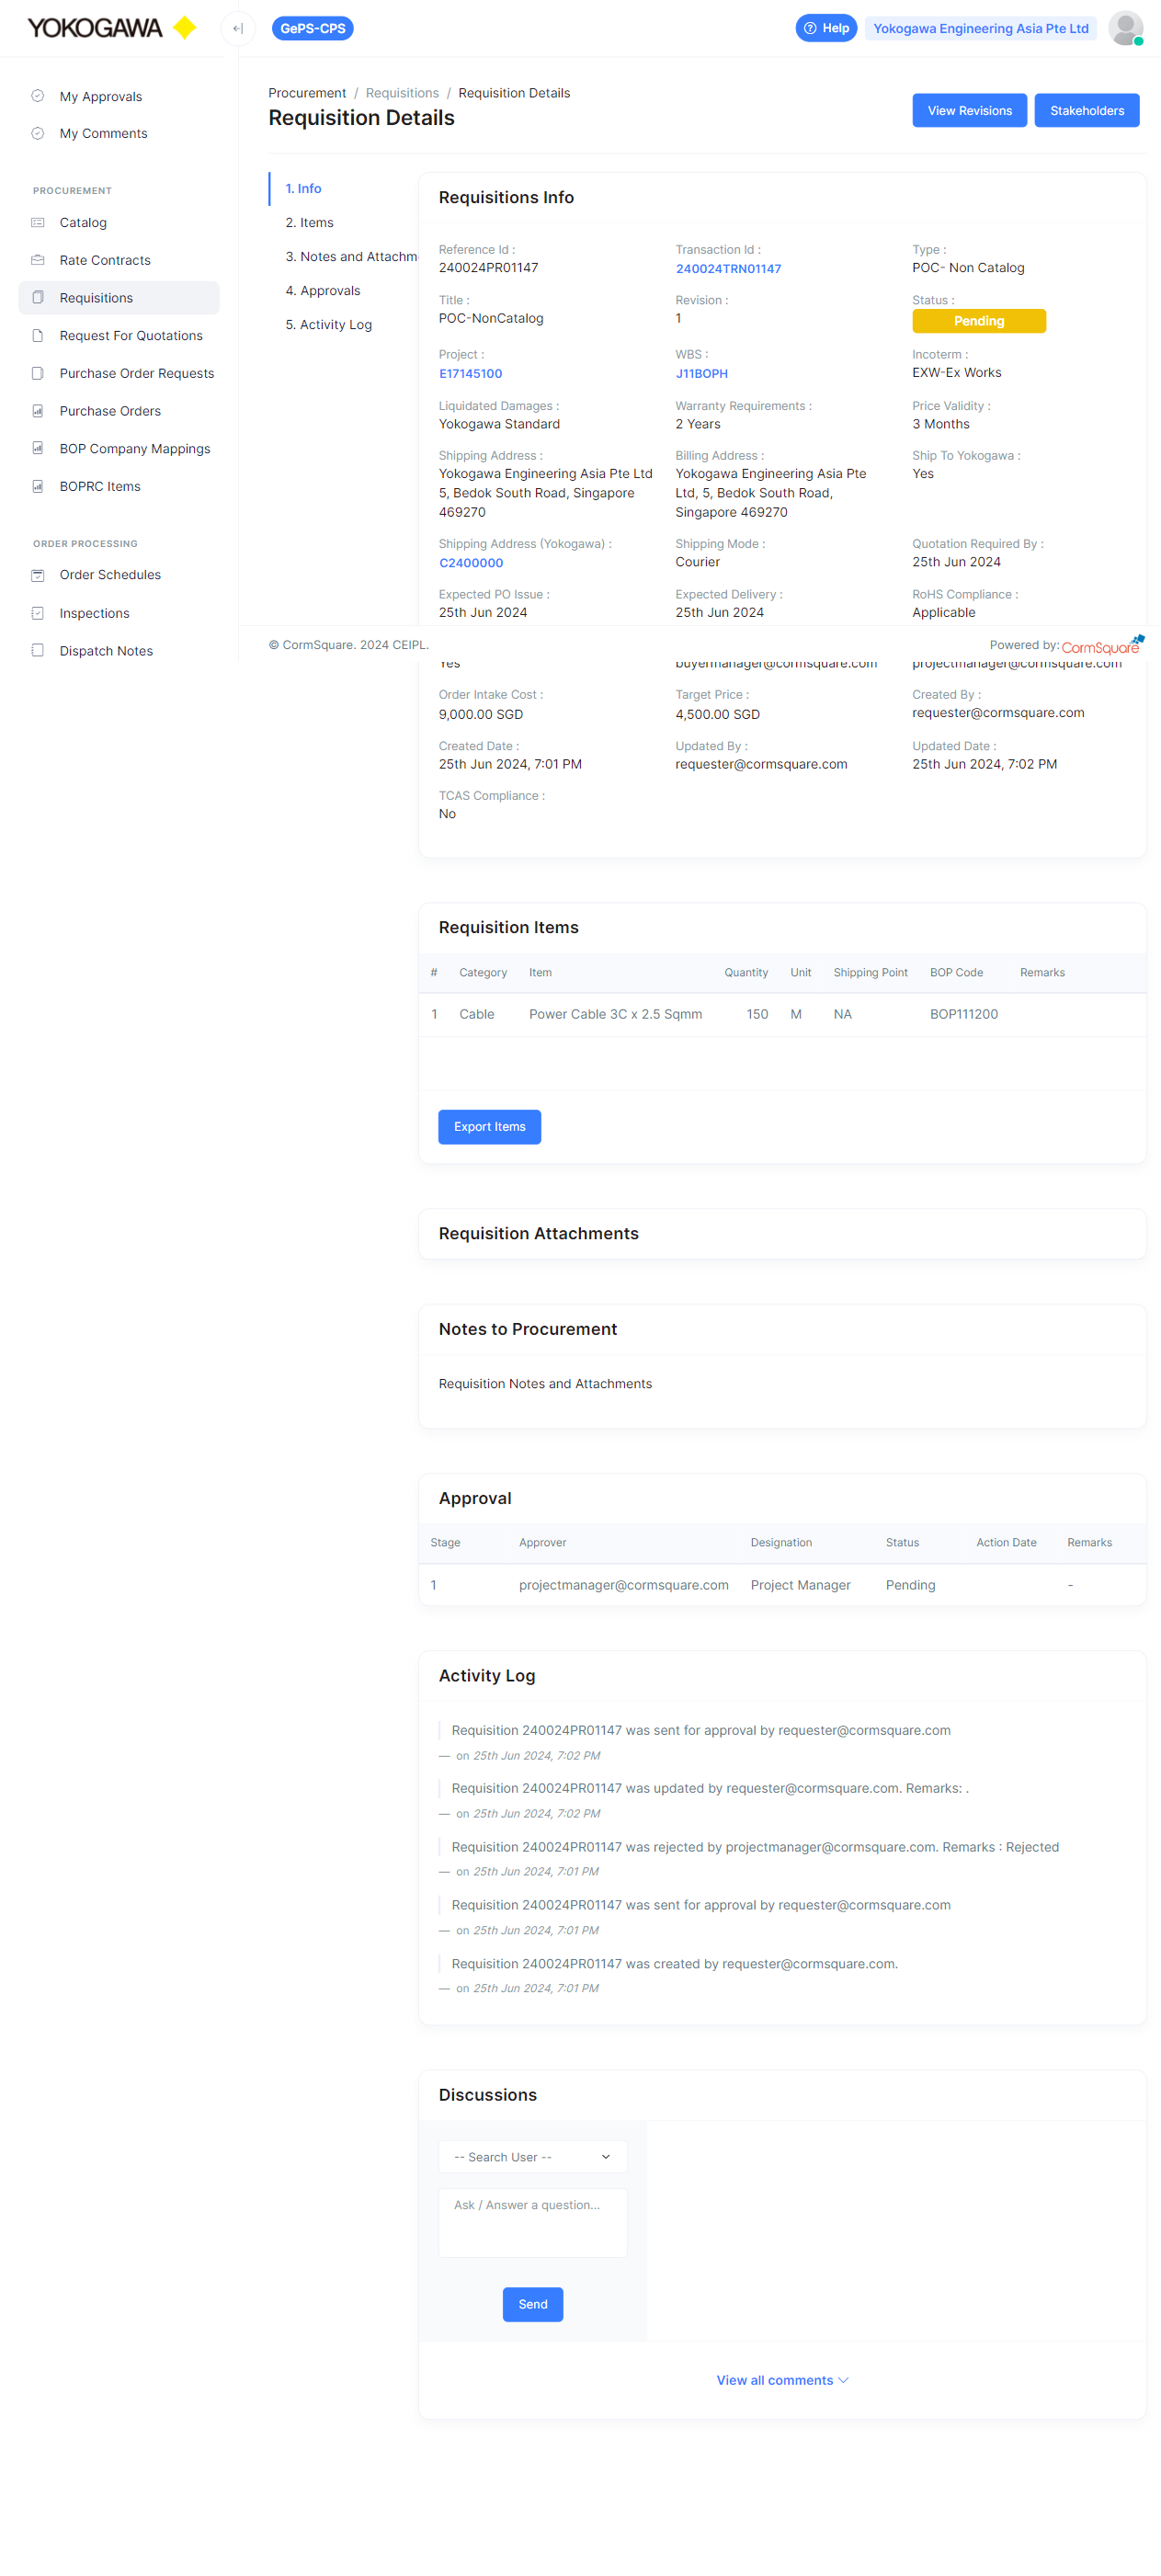 YOKOGAWA
GePS-CPS
Help
Yokogawa Engineering Asia Pte Ltd
My Approvals
My Comments
PROCUREMENT
Catalog
Rate Contracts
Requisitions
Request For Quotations
Purchase Order Requests
Purchase Orders
BOP Company Mappings
BOPRC Items
ORDER PROCESSING
Order Schedules
Inspections
Dispatch Notes
Procurement / Requisitions / Requisition Details
Requisition Details
View Revisions
Stakeholders
1. Info
2. Items
3. Notes and Attachm
4. Approvals
5. Activity Log
Requisitions Info
Reference Id : Transaction Id : Type :
240024PR01147 240024TRN01147 POC- Non Catalog
Title : Revision : Status :
POC-NonCatalog 1 Pending
Project : WBS : Incoterm :
E17145100 J11BOPH EXW-Ex Works
Liquidated Damages : Warranty Requirements : Price Validity :
Yokogawa Standard 2 Years 3 Months
Shipping Address : Billing Address : Ship To Yokogawa :
Yokogawa Engineering Asia Pte Ltd Yokogawa Engineering Asia Pte Yes
5, Bedok South Road, Singapore Ltd, 5, Bedok South Road,
469270 Singapore 469270
Shipping Address (Yokogawa) : Shipping Mode : Quotation Required By :
C2400000 Courier 25th Jun 2024
Expected PO Issue : Expected Delivery : RoHS Compliance :
25th Jun 2024 25th Jun 2024 Applicable
© CormSquare. 2024 CEIPL. Powered by: CormSquare
Yes buyermanager@cormsquare.com projectmanager@cormsquare.com
Order Intake Cost : Target Price : Created By :
9,000.00 SGD 4,500.00 SGD requester@cormsquare.com
Created Date : Updated By : Updated Date :
25th Jun 2024, 7:01 PM requester@cormsquare.com 25th Jun 2024, 7:02 PM
TCAS Compliance :
No
Requisition Items
# Category Item Quantity Unit Shipping Point BOP Code Remarks
1 Cable Power Cable 3C x 2.5 Sqmm 150 M NA BOP111200
Export Items
Requisition Attachments
Notes to Procurement
Requisition Notes and Attachments
Approval
Stage Approver Designation Status Action Date Remarks
1 projectmanager@cormsquare.com Project Manager Pending -
Activity Log
Requisition 240024PR01147 was sent for approval by requester@cormsquare.com
— on 25th Jun 2024, 7:02 PM
Requisition 240024PR01147 was updated by requester@cormsquare.com. Remarks: .
— on 25th Jun 2024, 7:02 PM
Requisition 240024PR01147 was rejected by projectmanager@cormsquare.com. Remarks : Rejected
— on 25th Jun 2024, 7:01 PM
Requisition 240024PR01147 was sent for approval by requester@cormsquare.com
— on 25th Jun 2024, 7:01 PM
Requisition 240024PR01147 was created by requester@cormsquare.com.
— on 25th Jun 2024, 7:01 PM
Discussions
-- Search User --
Ask / Answer a question...
Send
View all comments